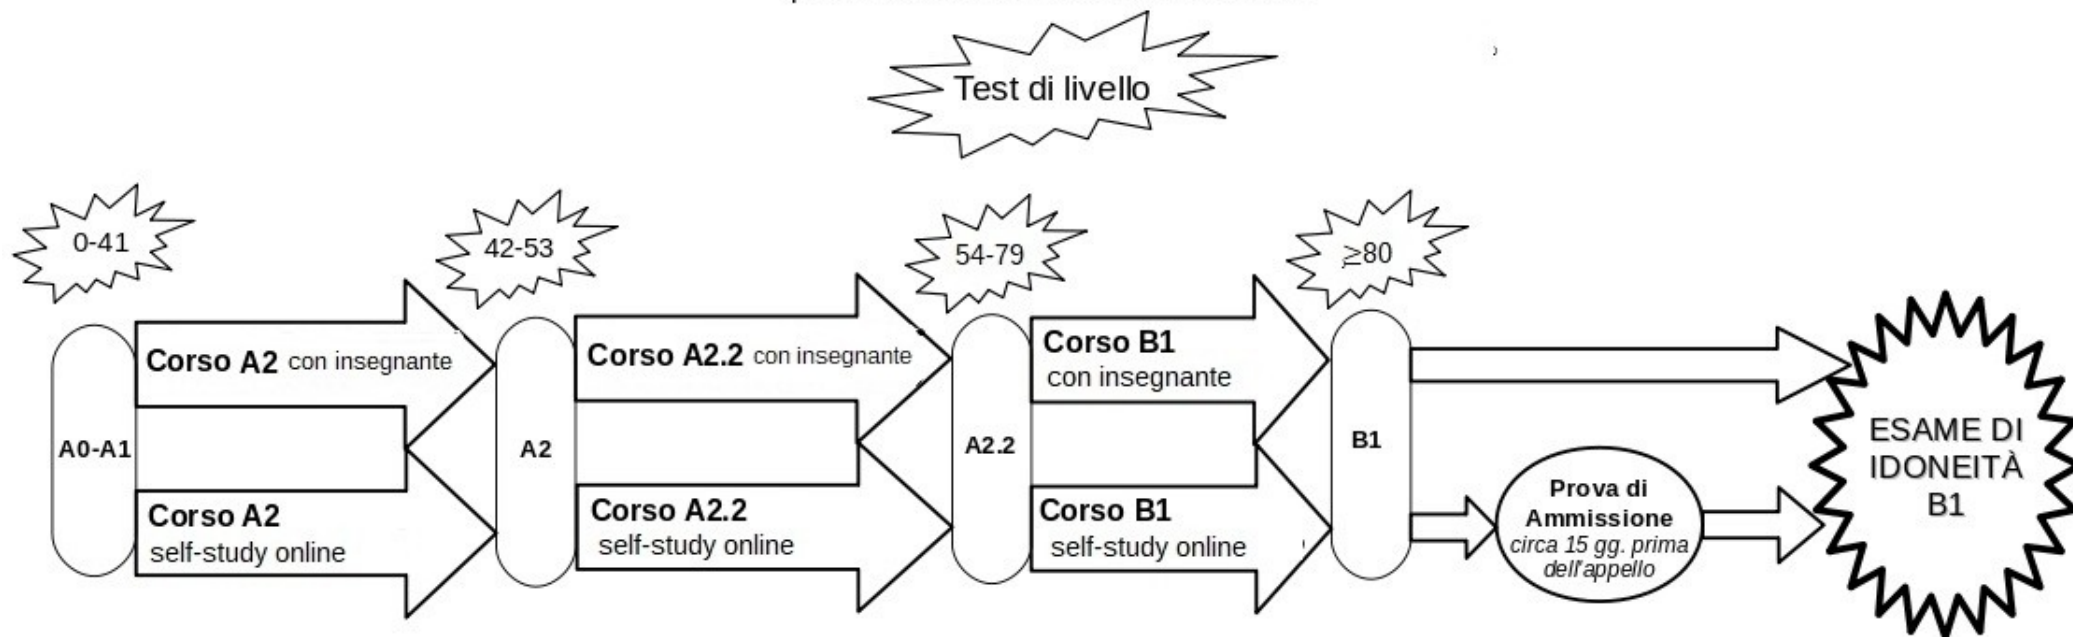 Test di livello
0-41
42-53
54-79
≥80
A0-A1
Corso A2 con insegnante
Corso A2
self-study online
A2
Corso A2.2 con insegnante
Corso A2.2
self-study online
A2.2
Corso B1
con insegnante
Corso B1
self-study online
B1
Prova di
Ammissione
circa 15 gg. prima
dell'appello
ESAME DI
IDONEITÀ
B1